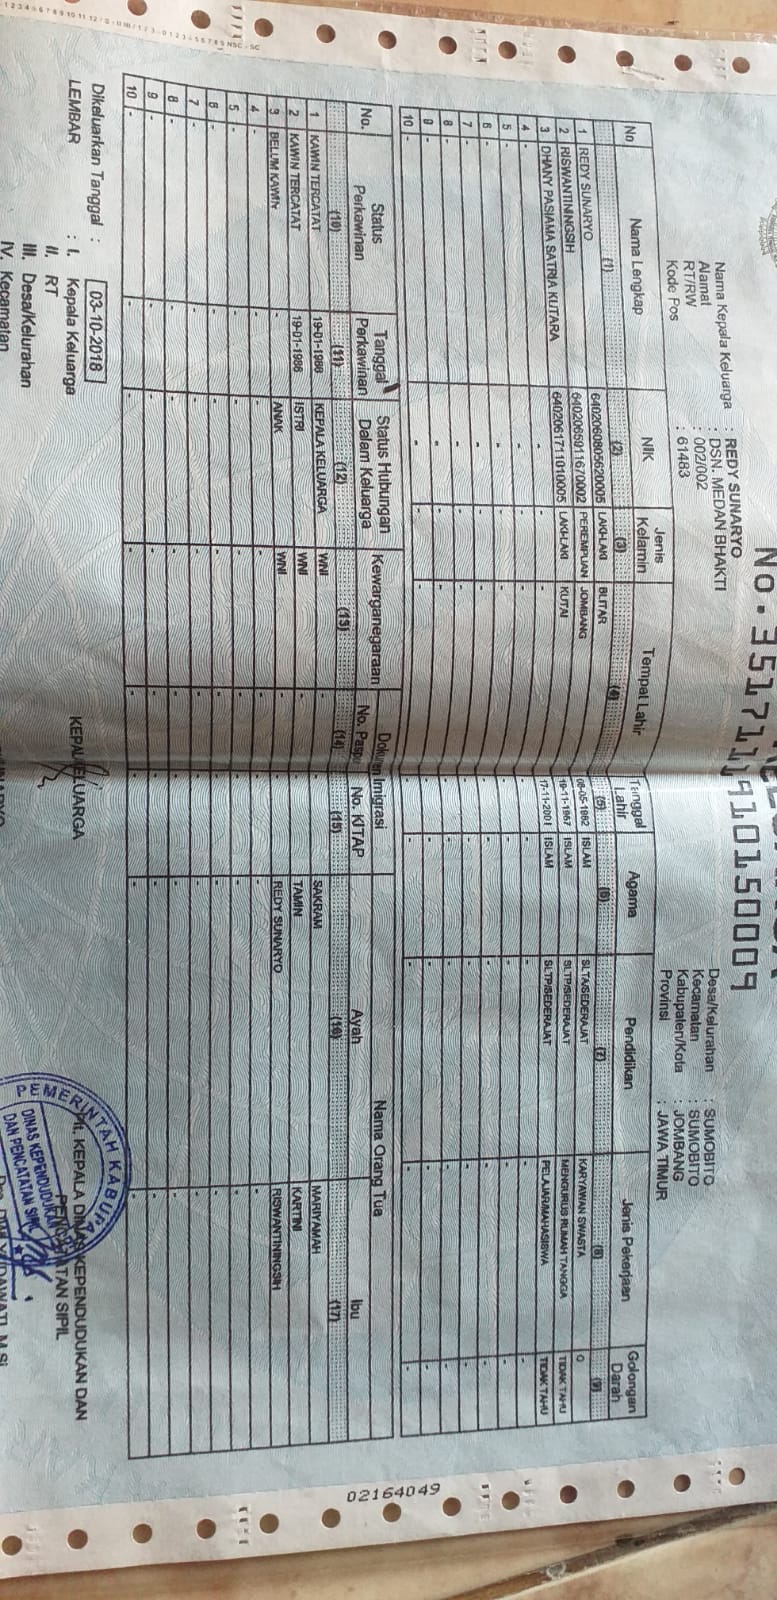 KELUARGA
No. 3517111910150009
Nama Kepala Keluarga : REDY SUNARYO
Alamat : DSN. MEDAN BHAKTI
RT/RW : 002/002
Kode Pos : 61483
Desa/Kelurahan : SUMOBITO
Kecamatan : SUMOBITO
Kabupaten/Kota : JOMBANG
Provinsi : JAWA TIMUR
No Nama Lengkap NIK Jenis Kelamin Tempat Lahir Tanggal Lahir Agama Pendidikan Jenis Pekerjaan Golongan Darah
(1) (2) (3) (4) (5) (6) (7) (8) (9)
1 REDY SUNARYO 6402060805620005 LAKI-LAKI BLITAR 08-05-1962 ISLAM SLTA/SEDERAJAT KARYAWAN SWASTA O
2 RISWANTININGSIH 6402065911670002 PEREMPUAN JOMBANG 19-11-1967 ISLAM SLTP/SEDERAJAT MENGURUS RUMAH TANGGA TIDAK TAHU
3 DHANY PASIAMA SATRIA KUTARA 6402061711010005 LAKI-LAKI KUTAI 17-11-2001 ISLAM SLTP/SEDERAJAT PELAJAR/MAHASISWA TIDAK TAHU
4 - - - - - - - - -
5 - - - - - - - - -
6 - - - - - - - - -
7 - - - - - - - - -
8 - - - - - - - - -
9 - - - - - - - - -
10 - - - - - - - - -
No. Status Perkawinan Tanggal Perkawinan Status Hubungan Dalam Keluarga Kewarganegaraan Dokumen Imigrasi Nama Orang Tua
No. Paspor No. KITAP Ayah Ibu
(10) (11) (12) (13) (14) (15) (16) (17)
1 KAWIN TERCATAT 19-01-1986 KEPALA KELUARGA WNI - - SAKRAM MARIYAMAH
2 KAWIN TERCATAT 19-01-1986 ISTRI WNI - - TAMIN KARTINI
3 BELUM KAWIN - ANAK WNI - - REDY SUNARYO RISWANTININGSIH
4 - - - - - - - -
5 - - - - - - - -
6 - - - - - - - -
7 - - - - - - - -
8 - - - - - - - -
9 - - - - - - - -
10 - - - - - - - -
02164049
Dikeluarkan Tanggal : 03-10-2018
LEMBAR : I. Kepala Keluarga
II. RT
III. Desa/Kelurahan
IV. Kecamatan
KEPALA KELUARGA
SUNARYO
Plt. KEPALA DINAS KEPENDUDUKAN DAN
PENCATATAN SIPIL
PEMERINTAH KABUPA
DINAS KEPENDUDUKAN
DAN PENCATATAN SIPIL
DAWATI, M.Si